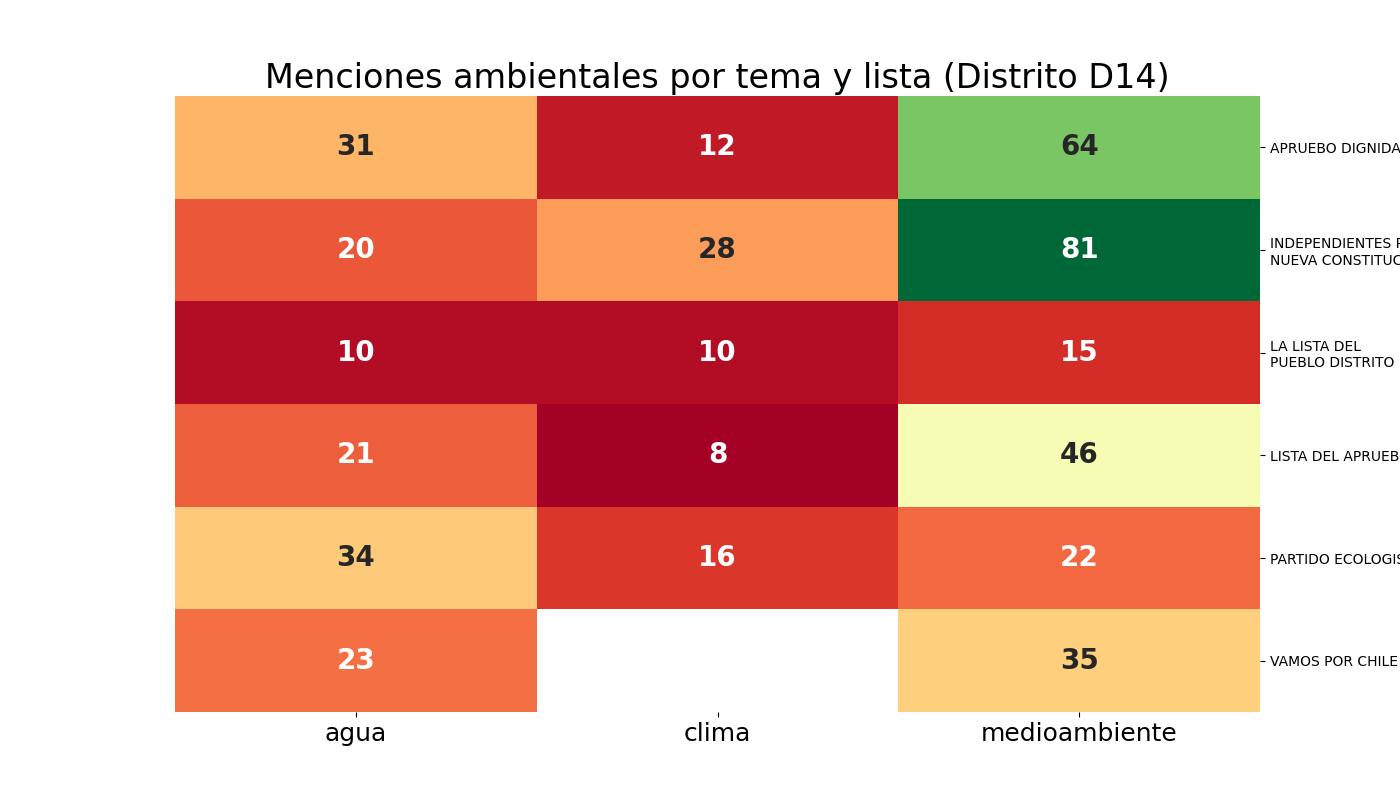 Menciones ambientales por tema y lista (Distrito D14)
31 12 64 APRUEBO DIGNIDA
20 28 81 INDEPENDIENTES
NUEVA CONSTITUC
10 10 15 LA LISTA DEL
PUEBLO DISTRITO
21 8 46 LISTA DEL APRUEB
34 16 22 PARTIDO ECOLOGIS
23 35 VAMOS POR CHILE
agua clima medioambiente